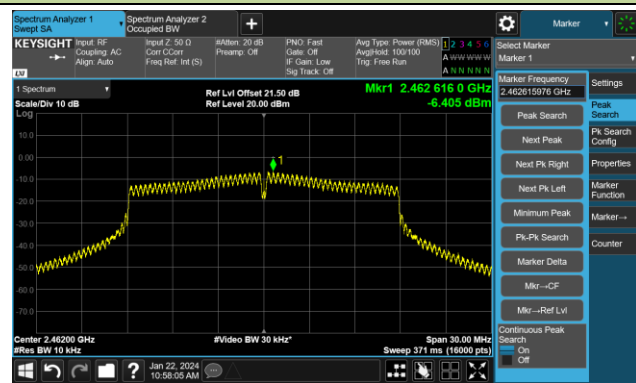 Spectrum Analyzer 1
Swept SA
Spectrum Analyzer 2
Occupied BW
+
Marker
KEYSIGHT
Input: RF
Coupling: AC
Align: Auto
Input Z: 50 Ω
Corr CCorr
Freq Ref: Int (S)
#Atten: 20 dB
Preamp: Off
PNO: Fast
Gate: Off
IF Gain: Low
Sig Track: Off
Avg Type: Power (RMS)
Avg|Hold: 100/100
Trig: Free Run
1 2 3 4 5 6
A W W W W W
A N N N N N
LXI
Select Marker
Marker 1
1 Spectrum
Scale/Div 10 dB
Ref Lvl Offset 21.50 dB
Ref Level 20.00 dBm
Mkr1 2.462 616 0 GHz
-6.405 dBm
Log
10.0
0.00
-10.0
-20.0
-30.0
-40.0
-50.0
-60.0
-70.0
1
Center 2.46200 GHz
#Res BW 10 kHz
#Video BW 30 kHz*
Span 30.00 MHz
Sweep 371 ms (16000 pts)
Marker Frequency
2.462615976 GHz
Peak Search
Next Peak
Next Pk Right
Next Pk Left
Minimum Peak
Pk-Pk Search
Marker Delta
Mkr→CF
Mkr→Ref Lvl
Continuous Peak
Search
On
Off
Settings
Peak
Search
Pk Search
Config
Properties
Marker
Function
Marker→
Counter
?
Jan 22, 2024
10:58:05 AM